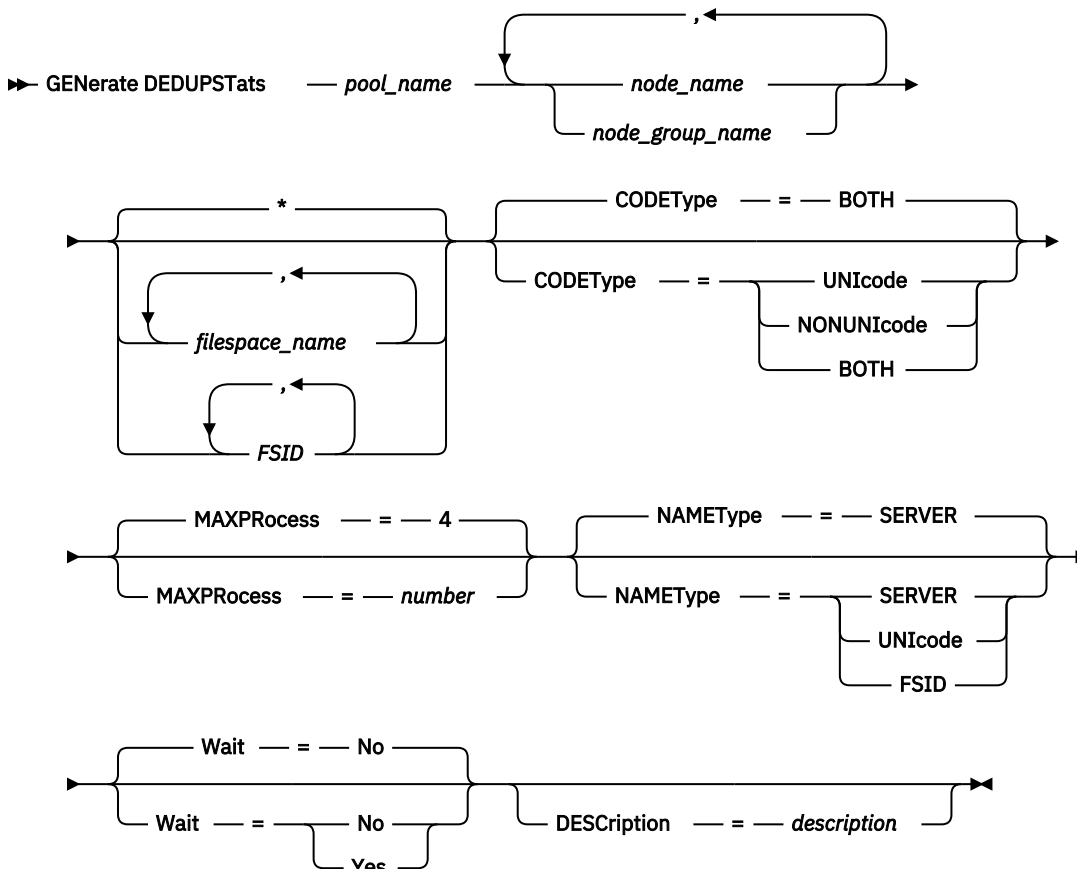 ,
GENerate DEDUPSTats pool_name node_name
node_group_name
*
,
filespace_name
,
FSID
CODEType = BOTH
CODEType = UNIcode
NONUNIcode
BOTH
MAXPRocess = 4
MAXPRocess = number
NAMEType = SERVER
NAMEType = SERVER
UNIcode
FSID
Wait = No
Wait = No
Yes
DESCription = description